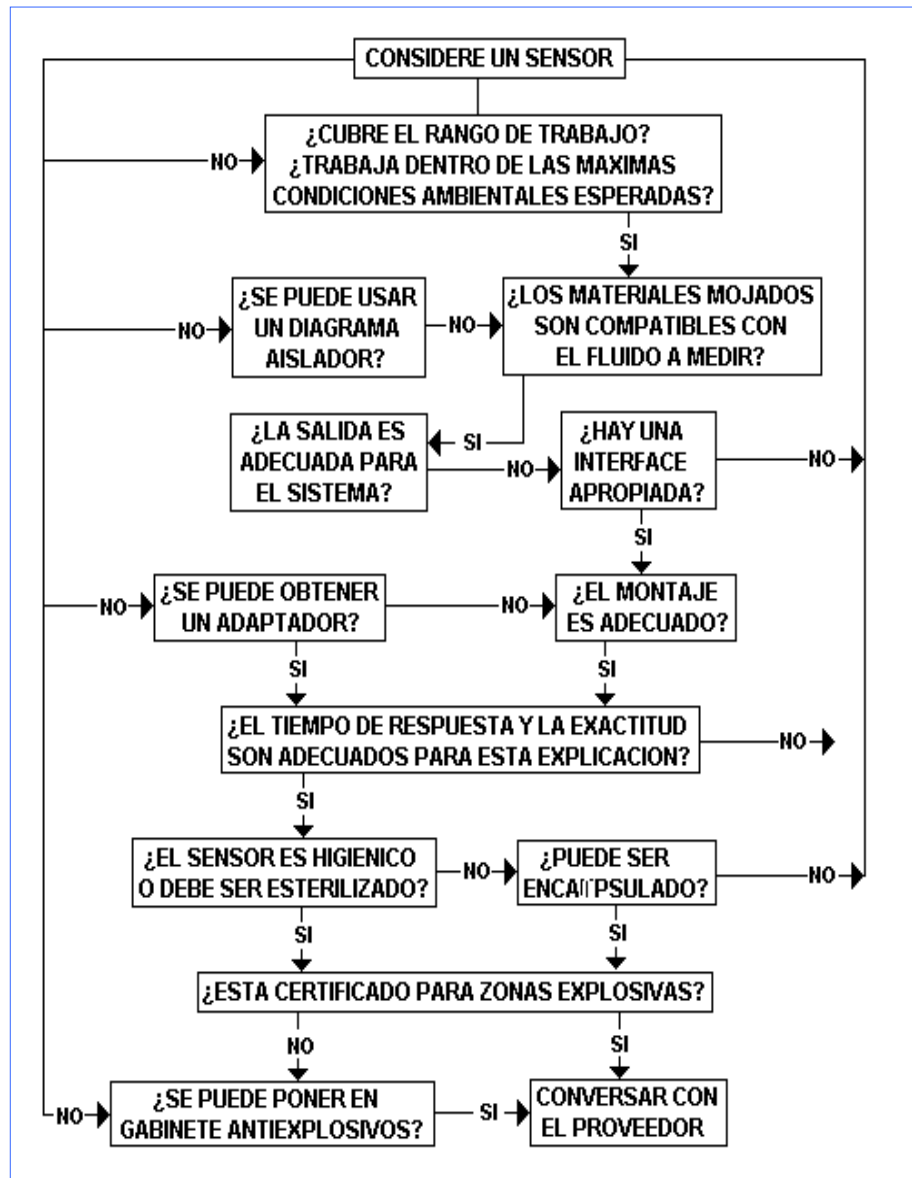 CONSIDERE UN SENSOR
¿CUBRE EL RANGO DE TRABAJO?
NO
¿TRABAJA DENTRO DE LAS MAXIMAS
CONDICIONES AMBIENTALES ESPERADAS?
SI
¿SE PUEDE USAR
UN DIAGRAMA
AISLADOR?
NO
NO
¿LOS MATERIALES MOJADOS
SON COMPATIBLES CON
EL FLUIDO A MEDIR?
¿LA SALIDA ES
ADECUADA PARA
EL SISTEMA?
SI
NO
¿HAY UNA
INTERFACE
APROPIADA?
NO
SI
NO
¿SE PUEDE OBTENER
UN ADAPTADOR?
NO
¿EL MONTAJE
ES ADECUADO?
SI
SI
¿EL TIEMPO DE RESPUESTA Y LA EXACTITUD
SON ADECUADOS PARA ESTA EXPLICACION?
NO
SI
¿EL SENSOR ES HIGIENICO
O DEBE SER ESTERILIZADO?
NO
¿PUEDE SER
NO
SI
SI
¿ESTA CERTIFICADO PARA ZONAS EXPLOSIVAS?
NO
SI
NO
¿SE PUEDE PONER EN
GABINETE ANTIEXPLOSIVOS?
SI
CONVERSAR CON
EL PROVEEDOR